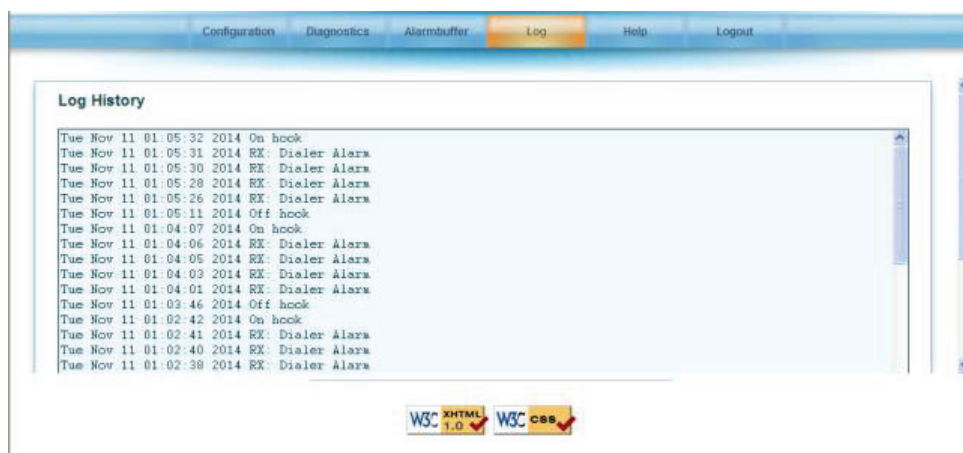 Configuration Diagnostics Alarmbuffer Log Help Logout
Log History
Tue Nov 11 01:05:32 2014 On hook
Tue Nov 11 01:05:31 2014 RX: Dialer Alarm
Tue Nov 11 01:05:30 2014 RX: Dialer Alarm
Tue Nov 11 01:05:28 2014 RX: Dialer Alarm
Tue Nov 11 01:05:26 2014 RX: Dialer Alarm
Tue Nov 11 01:05:11 2014 Off hook
Tue Nov 11 01:04:07 2014 On hook
Tue Nov 11 01:04:06 2014 RX: Dialer Alarm
Tue Nov 11 01:04:05 2014 RX: Dialer Alarm
Tue Nov 11 01:04:03 2014 RX: Dialer Alarm
Tue Nov 11 01:04:01 2014 RX: Dialer Alarm
Tue Nov 11 01:03:46 2014 Off hook
Tue Nov 11 01:02:42 2014 On hook
Tue Nov 11 01:02:41 2014 RX: Dialer Alarm
Tue Nov 11 01:02:40 2014 RX: Dialer Alarm
Tue Nov 11 01:02:38 2014 RX: Dialer Alarm
W3C XHTML 1.0 W3C css